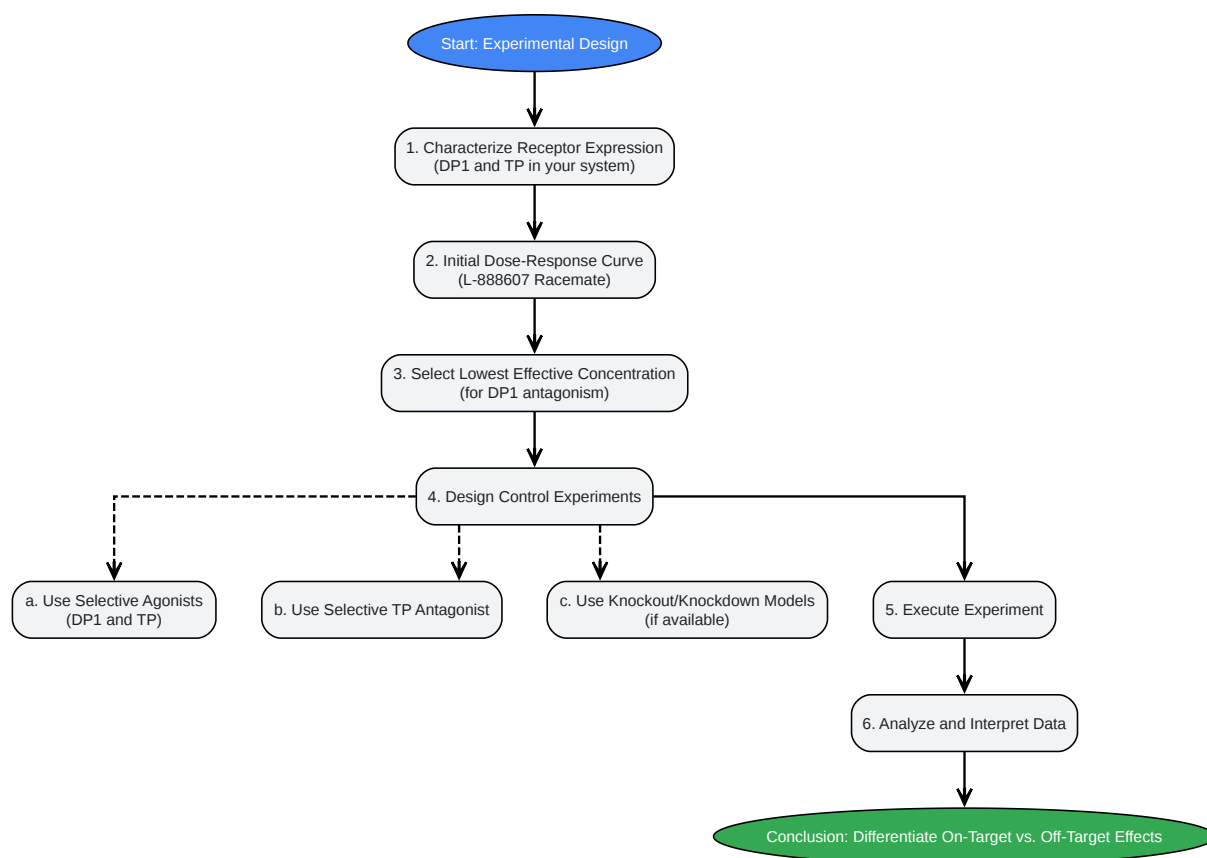 Start: Experimental Design
1. Characterize Receptor Expression
(DP1 and TP in your system)
2. Initial Dose-Response Curve
(L-888607 Racemate)
3. Select Lowest Effective Concentration
(for DP1 antagonism)
4. Design Control Experiments
a. Use Selective Agonists
(DP1 and TP)
b. Use Selective TP Antagonist
c. Use Knockout/Knockdown Models
(if available)
5. Execute Experiment
6. Analyze and Interpret Data
Conclusion: Differentiate On-Target vs. Off-Target Effects